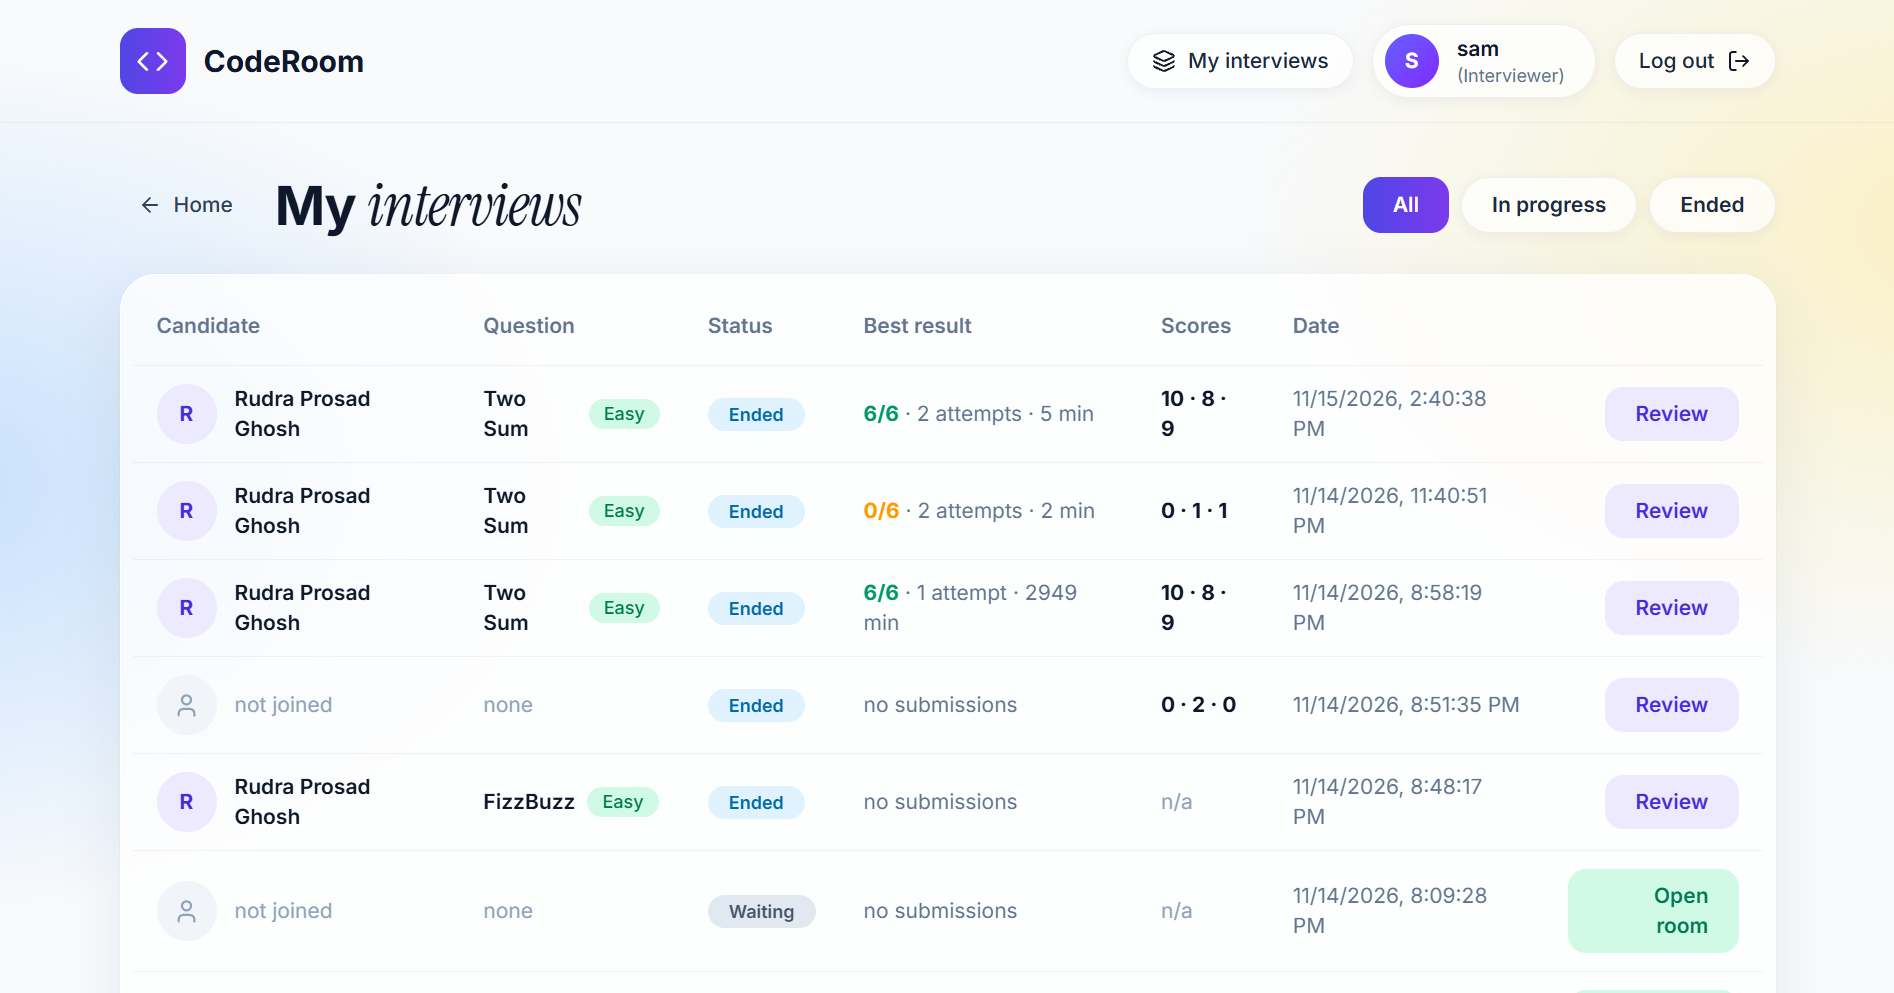 CodeRoom
My interviews
S
sam
(Interviewer)
Log out
Home
My interviews
All
In progress
Ended
Candidate
Question
Status
Best result
Scores
Date
R
Rudra Prosad
Ghosh
Two
Sum
Easy
Ended
6/6 · 2 attempts · 5 min
10 · 8 ·
9
11/15/2026, 2:40:38
PM
Review
R
Rudra Prosad
Ghosh
Two
Sum
Easy
Ended
0/6 · 2 attempts · 2 min
0 · 1 · 1
11/14/2026, 11:40:51
PM
Review
R
Rudra Prosad
Ghosh
Two
Sum
Easy
Ended
6/6 · 1 attempt · 2949
min
10 · 8 ·
9
11/14/2026, 8:58:19
PM
Review
not joined
none
Ended
no submissions
0 · 2 · 0
11/14/2026, 8:51:35 PM
Review
R
Rudra Prosad
Ghosh
FizzBuzz
Easy
Ended
no submissions
n/a
11/14/2026, 8:48:17
PM
Review
not joined
none
Waiting
no submissions
n/a
11/14/2026, 8:09:28
PM
Open
room